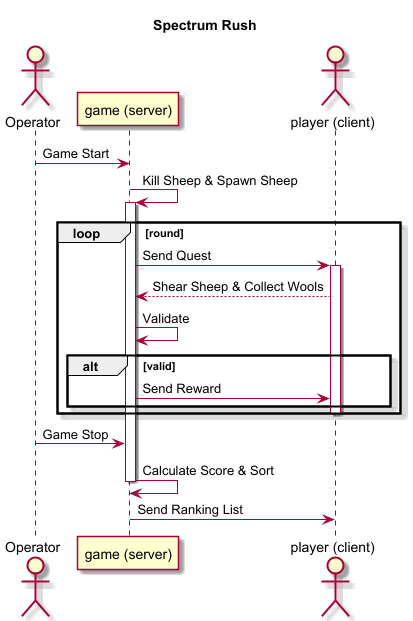 Spectrum Rush
Operator
game (server)
player (client)
Game Start
Kill Sheep & Spawn Sheep
loop
[round]
Send Quest
Shear Sheep & Collect Wools
Validate
alt
[valid]
Send Reward
Game Stop
Calculate Score & Sort
Send Ranking List
Operator
game (server)
player (client)